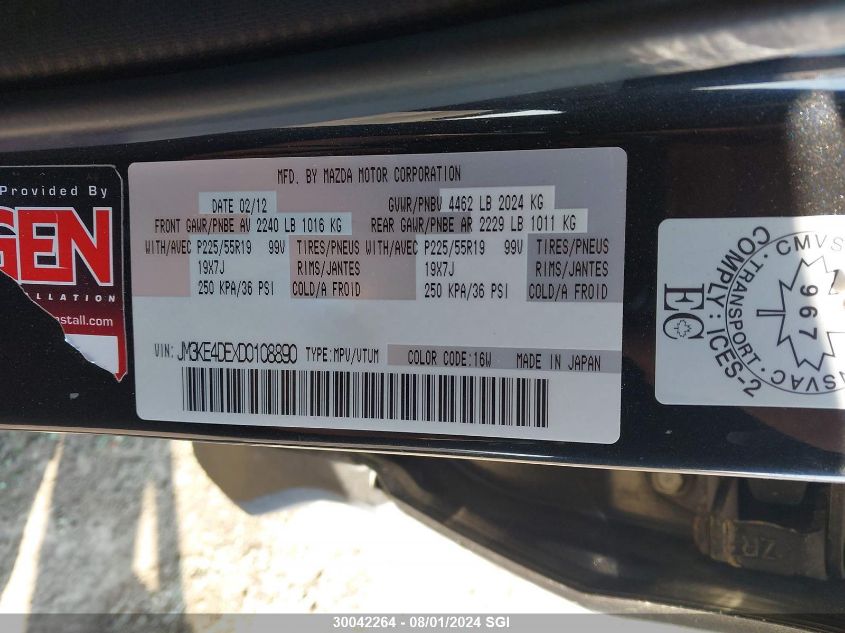 Provided By
GEN
LLATION
nstall.com
MFD. BY MAZDA MOTOR CORPORATION
DATE 02/12 GVWR/PNBV 4462 LB 2024 KG
FRONT GAWR/PNBE AV 2240 LB 1016 KG REAR GAWR/PNBE AR 2229 LB 1011 KG
WITH/AVEC P225/55R19 99V TIRES/PNEUS WITH/AVEC P225/55R19 99V TIRES/PNEUS
19X7J RIMS/JANTES 19X7J RIMS/JANTES
250 KPA/36 PSI COLD/A FROID 250 KPA/36 PSI COLD/A FROID
VIN: JM3KE4DEXD0108890 TYPE:MPV/VTUM COLOR CODE:16W MADE IN JAPAN
EC
COMPLY: ICES-2
CMVS
TRANSPORT
NSVAC
967
ZR
30042264 - 08/01/2024 SGI